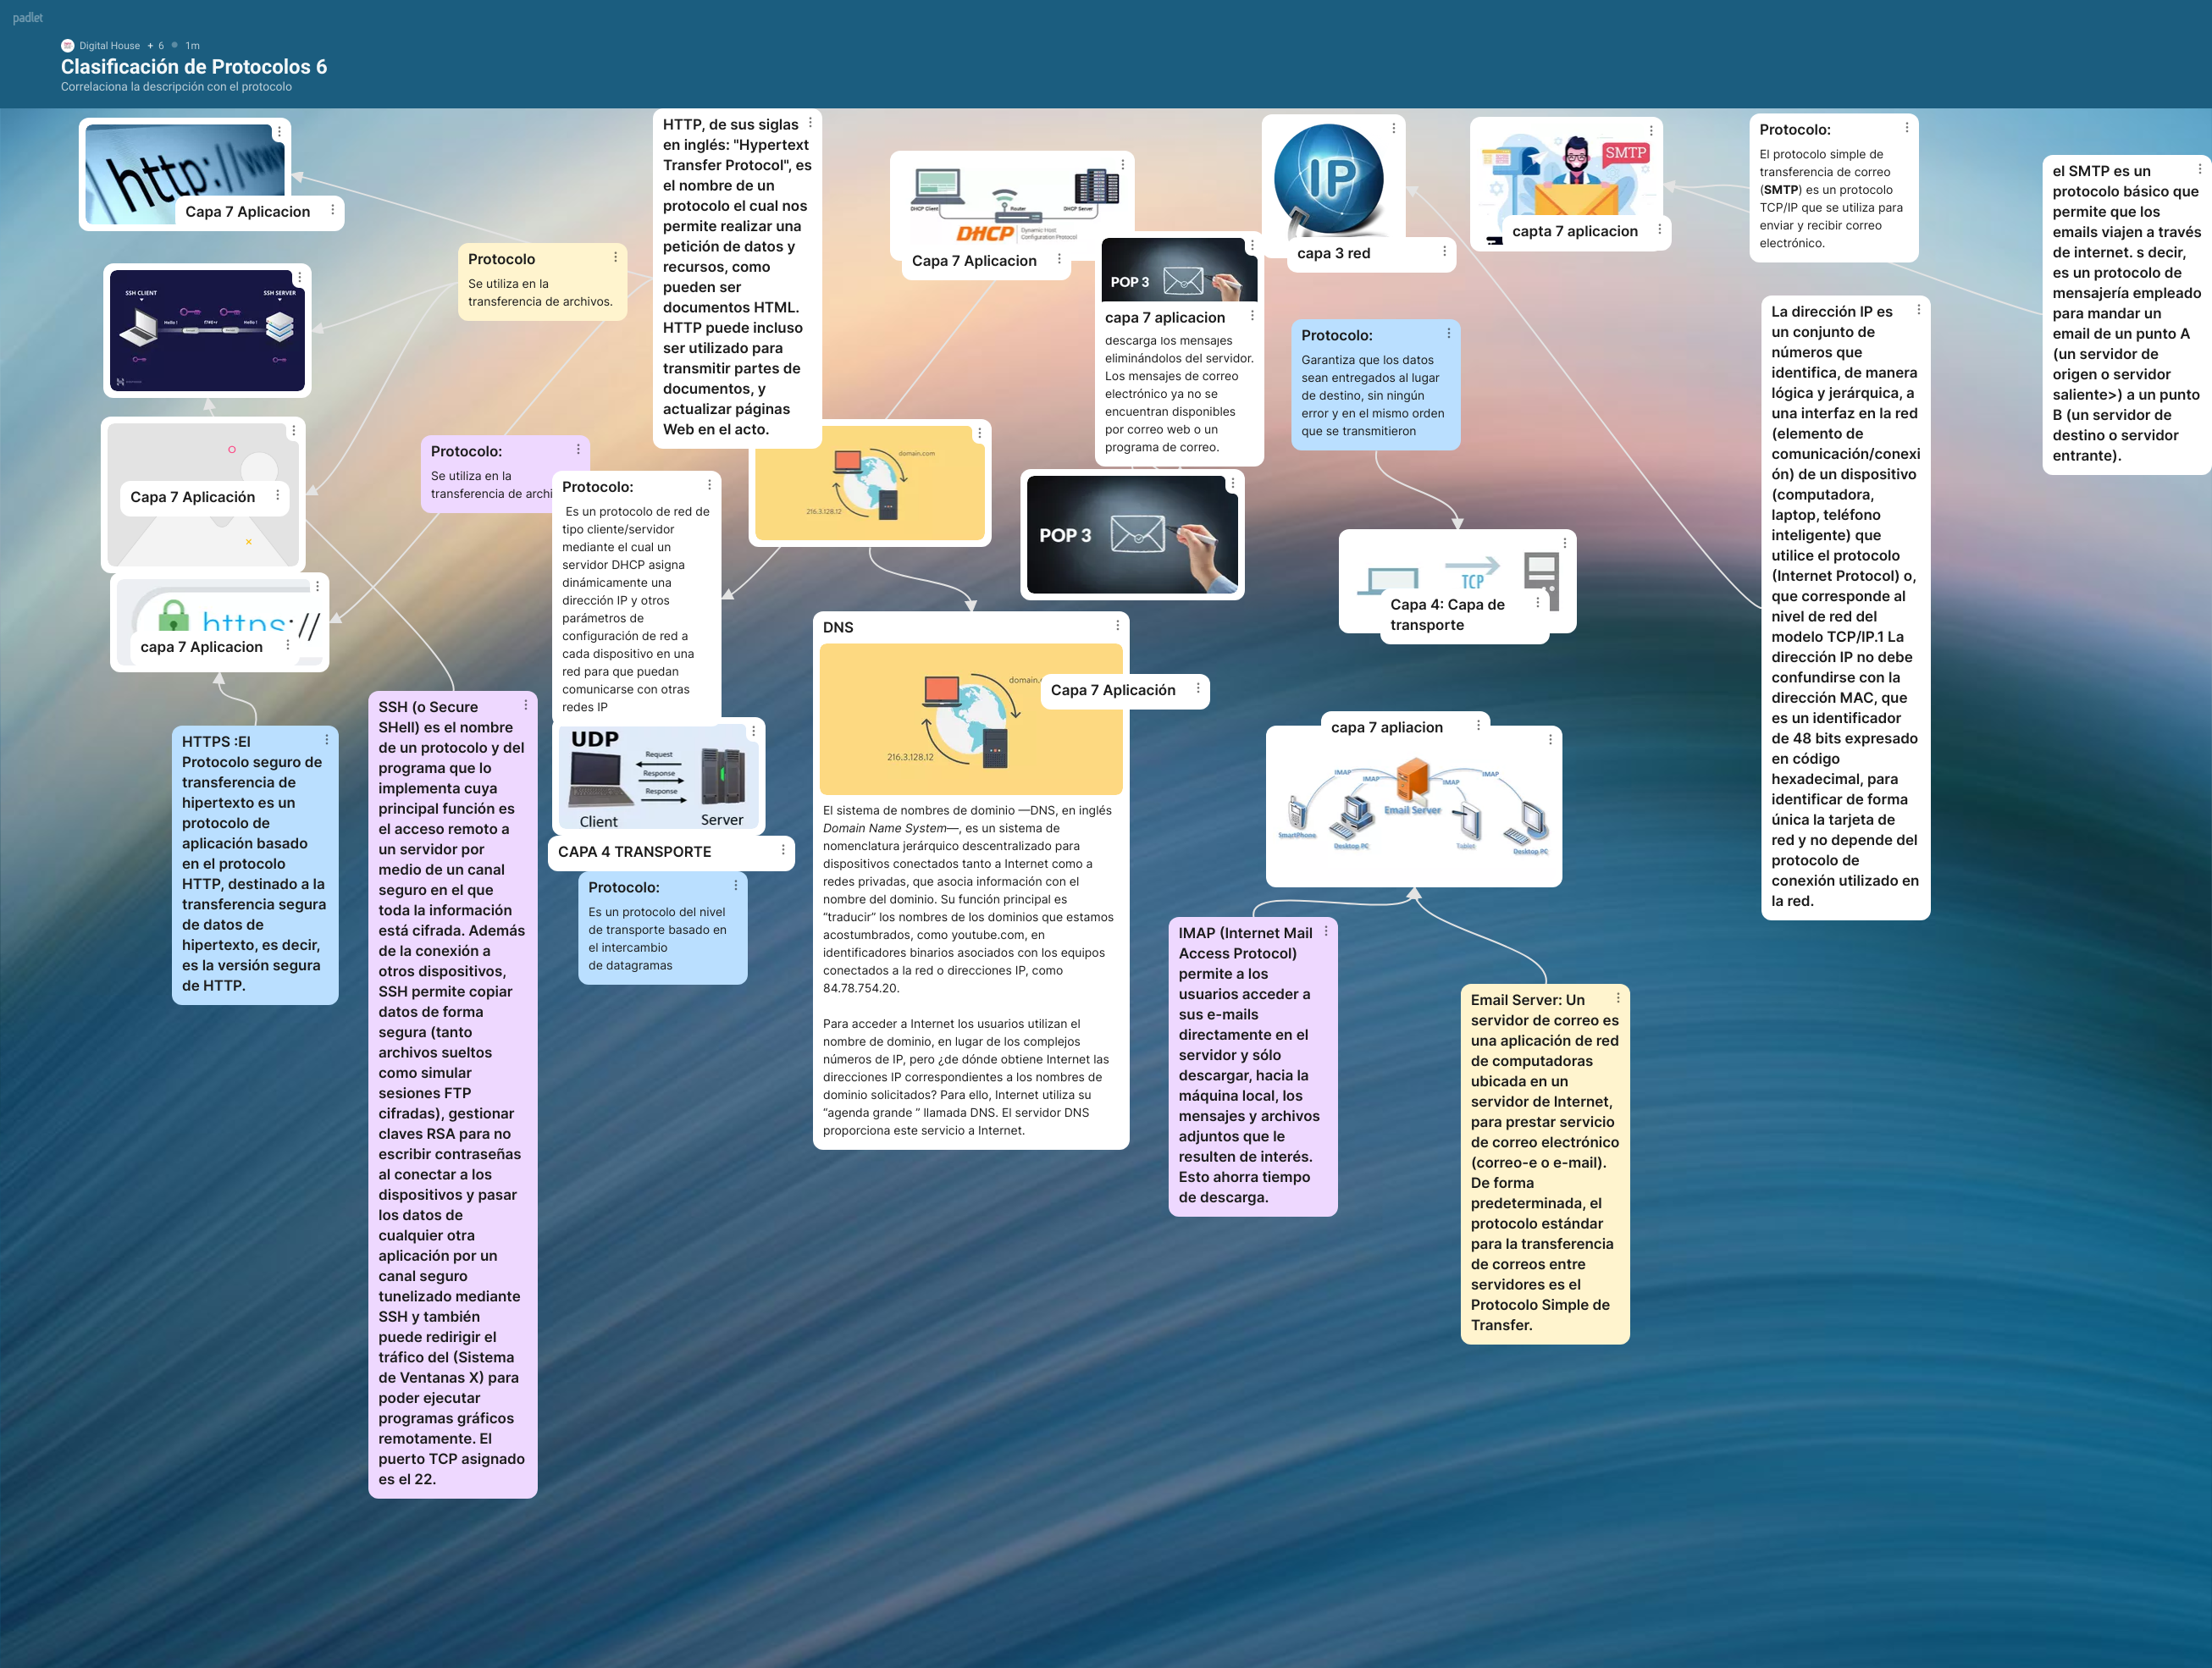 padlet
Digital House + 6 1m
Clasificación de Protocolos 6
Correlaciona la descripción con el protocolo
http://www
Capa 7 Aplicacion
SSH CLIENT
SSH SERVER
Hello !
Hello !
Capa 7 Aplicación
https://
capa 7 Aplicacion
HTTPS :El
Protocolo seguro de
transferencia de
hipertexto es un
protocolo de
aplicación basado
en el protocolo
HTTP, destinado a la
transferencia segura
de datos de
hipertexto, es decir,
es la versión segura
de HTTP.
Protocolo
Se utiliza en la
transferencia de archivos.
Protocolo:
Se utiliza en la
transferencia de archi
SSH (o Secure
SHell) es el nombre
de un protocolo y del
programa que lo
implementa cuya
principal función es
el acceso remoto a
un servidor por
medio de un canal
seguro en el que
toda la información
está cifrada. Además
de la conexión a
otros dispositivos,
SSH permite copiar
datos de forma
segura (tanto
archivos sueltos
como simular
sesiones FTP
cifradas), gestionar
claves RSA para no
escribir contraseñas
al conectar a los
dispositivos y pasar
los datos de
cualquier otra
aplicación por un
canal seguro
tunelizado mediante
SSH y también
puede redirigir el
tráfico del (Sistema
de Ventanas X) para
poder ejecutar
programas gráficos
remotamente. El
puerto TCP asignado
es el 22.
HTTP, de sus siglas
en inglés: "Hypertext
Transfer Protocol", es
el nombre de un
protocolo el cual nos
permite realizar una
petición de datos y
recursos, como
pueden ser
documentos HTML.
HTTP puede incluso
ser utilizado para
transmitir partes de
documentos, y
actualizar páginas
Web en el acto.
Protocolo:
Es un protocolo de red de
tipo cliente/servidor
mediante el cual un
servidor DHCP asigna
dinámicamente una
dirección IP y otros
parámetros de
configuración de red a
cada dispositivo en una
red para que puedan
comunicarse con otras
redes IP
UDP
Request
Response
Response
Client
Server
CAPA 4 TRANSPORTE
Protocolo:
Es un protocolo del nivel
de transporte basado en
el intercambio
de datagramas
DHCP Client
Router
DHCP Server
DHCP
Dynamic Host
Configuration Protocol
Capa 7 Aplicacion
domain.com
216.3.128.12
DNS
domain.
216.3.128.12
Capa 7 Aplicación
El sistema de nombres de dominio —DNS, en inglés
Domain Name System—, es un sistema de
nomenclatura jerárquico descentralizado para
dispositivos conectados tanto a Internet como a
redes privadas, que asocia información con el
nombre del dominio. Su función principal es
“traducir” los nombres de los dominios que estamos
acostumbrados, como youtube.com, en
identificadores binarios asociados con los equipos
conectados a la red o direcciones IP, como
84.78.754.20.
Para acceder a Internet los usuarios utilizan el
nombre de dominio, en lugar de los complejos
números de IP, pero ¿de dónde obtiene Internet las
direcciones IP correspondientes a los nombres de
dominio solicitados? Para ello, Internet utiliza su
“agenda grande “ llamada DNS. El servidor DNS
proporciona este servicio a Internet.
POP 3
capa 7 aplicacion
descarga los mensajes
eliminándolos del servidor.
Los mensajes de correo
electrónico ya no se
encuentran disponibles
por correo web o un
programa de correo.
POP 3
IP
capa 3 red
Protocolo:
Garantiza que los datos
sean entregados al lugar
de destino, sin ningún
error y en el mismo orden
que se transmitieron
TCP
Capa 4: Capa de
transporte
capa 7 apliacion
IMAP
IMAP
IMAP
IMAP
Email Server
SmartPhone
Desktop PC
Tablet
Desktop PC
IMAP (Internet Mail
Access Protocol)
permite a los
usuarios acceder a
sus e-mails
directamente en el
servidor y sólo
descargar, hacia la
máquina local, los
mensajes y archivos
adjuntos que le
resulten de interés.
Esto ahorra tiempo
de descarga.
Email Server: Un
servidor de correo es
una aplicación de red
de computadoras
ubicada en un
servidor de Internet,
para prestar servicio
de correo electrónico
(correo-e o e-mail).
De forma
predeterminada, el
protocolo estándar
para la transferencia
de correos entre
servidores es el
Protocolo Simple de
Transfer.
SMTP
capta 7 aplicacion
Protocolo:
El protocolo simple de
transferencia de correo
(SMTP) es un protocolo
TCP/IP que se utiliza para
enviar y recibir correo
electrónico.
La dirección IP es
un conjunto de
números que
identifica, de manera
lógica y jerárquica, a
una interfaz en la red
(elemento de
comunicación/conexi
ón) de un dispositivo
(computadora,
laptop, teléfono
inteligente) que
utilice el protocolo
(Internet Protocol) o,
que corresponde al
nivel de red del
modelo TCP/IP.1 La
dirección IP no debe
confundirse con la
dirección MAC, que
es un identificador
de 48 bits expresado
en código
hexadecimal, para
identificar de forma
única la tarjeta de
red y no depende del
protocolo de
conexión utilizado en
la red.
el SMTP es un
protocolo básico que
permite que los
emails viajen a través
de internet. s decir,
es un protocolo de
mensajería empleado
para mandar un
email de un punto A
(un servidor de
origen o servidor
saliente>) a un punto
B (un servidor de
destino o servidor
entrante).